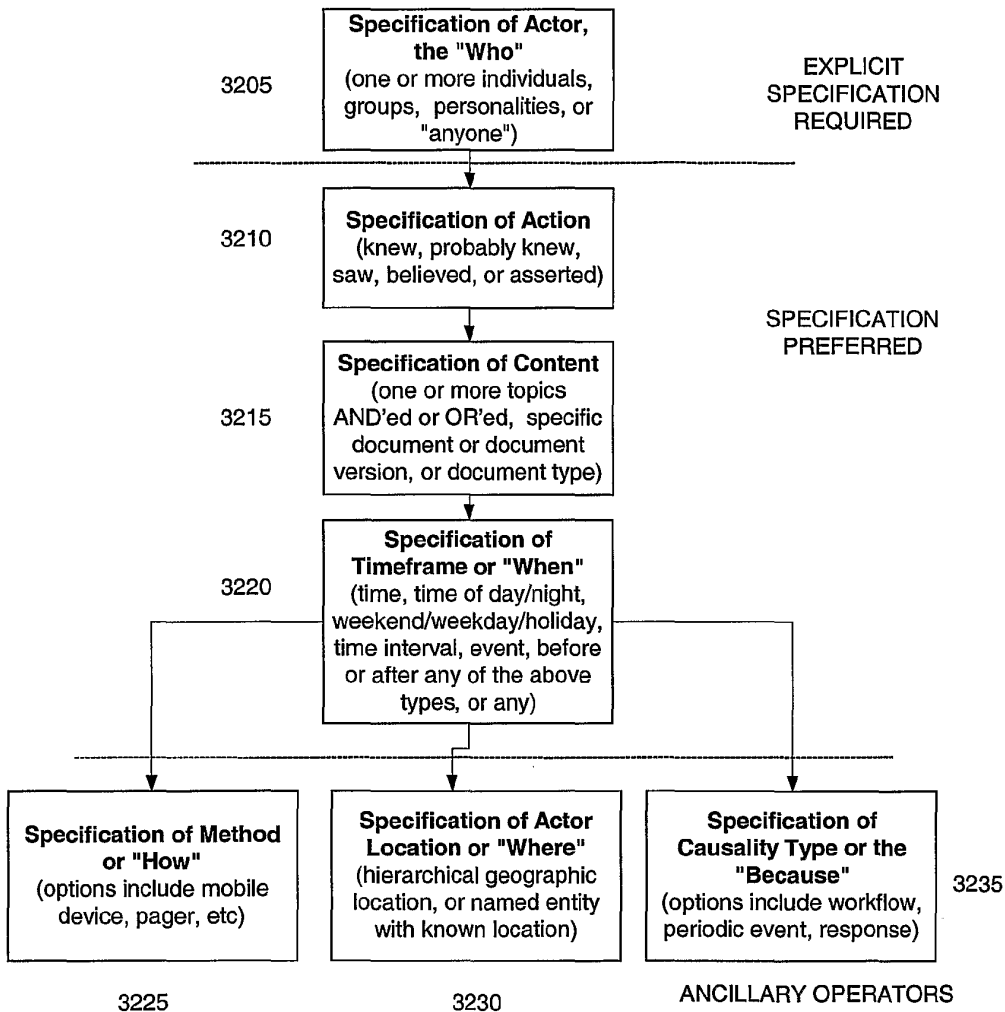 Specification of Actor,
the "Who"
(one or more individuals,
groups, personalities, or
"anyone")
3205
EXPLICIT
SPECIFICATION
REQUIRED
Specification of Action
(knew, probably knew,
saw, believed, or asserted)
3210
SPECIFICATION
PREFERRED
Specification of Content
(one or more topics
AND'ed or OR'ed, specific
document or document
version, or document type)
3215
Specification of
Timeframe or "When"
(time, time of day/night,
weekend/weekday/holiday,
time interval, event, before
or after any of the above
types, or any)
3220
Specification of Method
or "How"
(options include mobile
device, pager, etc)
3225
Specification of Actor
Location or "Where"
(hierarchical geographic
location, or named entity
with known location)
3230
Specification of
Causality Type or the
"Because"
(options include workflow,
periodic event, response)
3235
ANCILLARY OPERATORS